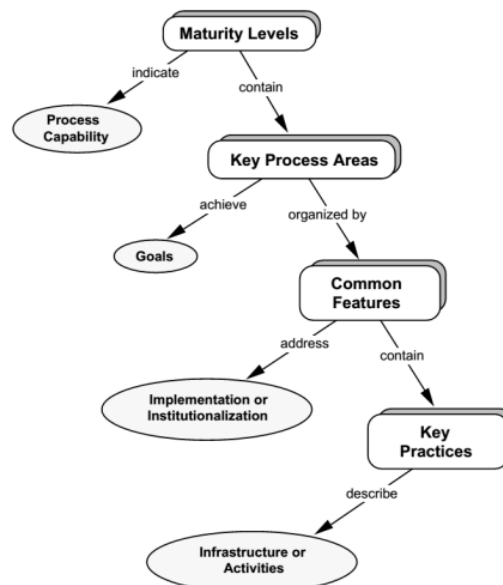 Maturity Levels
indicate
contain
Process
Capability
Key Process Areas
achieve
organized by
Goals
Common
Features
address
contain
Implementation or
Institutionalization
Key
Practices
describe
Infrastructure or
Activities